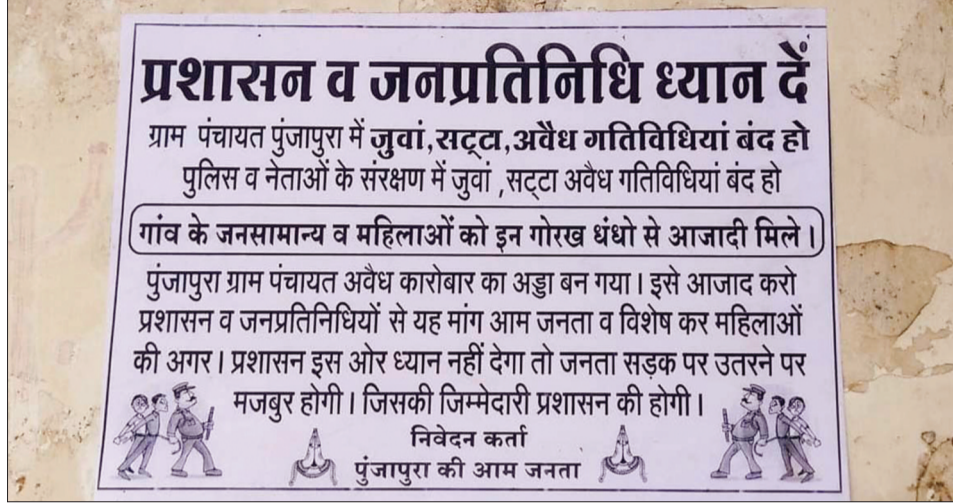 प्रशासन व जनप्रतिनिधि ध्यान दें
ग्राम पंचायत पुंजापुरा में जुवां,सट्टा,अवैध गतिविधियां बंद हो
पुलिस व नेताओं के संरक्षण में जुवां ,सट्टा अवैध गतिविधियां बंद हो
गांव के जनसामान्य व महिलाओं को इन गोरख धंधो से आजादी मिले।
पुंजापुरा ग्राम पंचायत अवैध कारोबार का अड्डा बन गया। इसे आजाद करो
प्रशासन व जनप्रतिनिधियों से यह मांग आम जनता व विशेष कर महिलाओं
की अगर। प्रशासन इस ओर ध्यान नहीं देगा तो जनता सड़क पर उतरने पर
मजबुर होगी। जिसकी जिम्मेदारी प्रशासन की होगी।
निवेदन कर्ता
पुंजापुरा की आम जनता